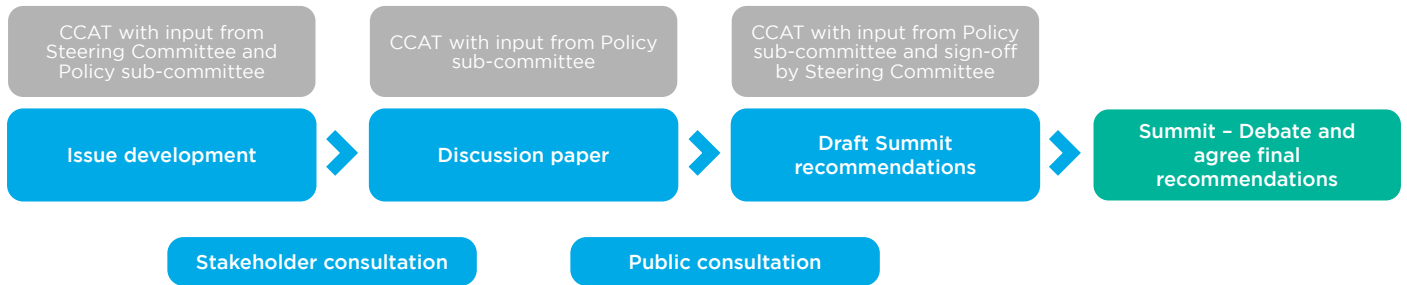 CCAT with input from
Steering Committee and
Policy sub-committee
CCAT with input from Policy
sub-committee
CCAT with input from Policy
sub-committee and sign-off
by Steering Committee
Issue development
Discussion paper
Draft Summit
recommendations
Summit – Debate and
agree final
recommendations
Stakeholder consultation
Public consultation